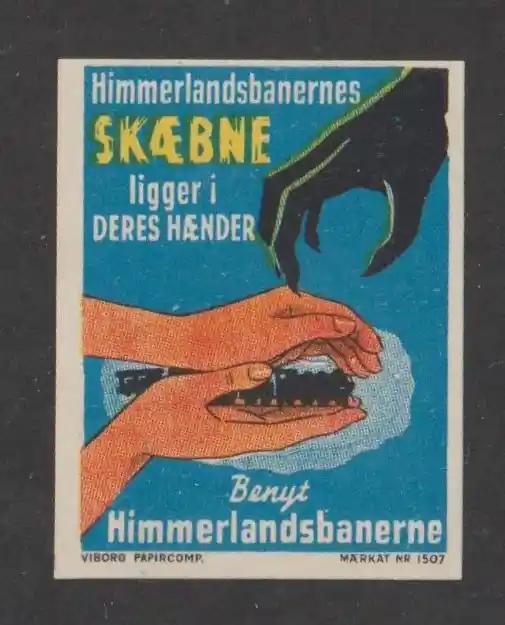 Himmerlandsbanernes
SKÆBNE
ligger i
DERES HÆNDER
Benyt
Himmerlandsbanerne
VIBORG PAPIRCOMP. MÆRKAT NR 1507